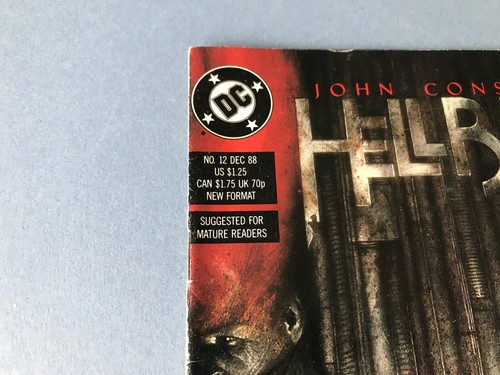 DC
JOHN CONS
HELLB
NO. 12 DEC 88
US $1.25
CAN $1.75 UK 70p
NEW FORMAT
SUGGESTED FOR
MATURE READERS